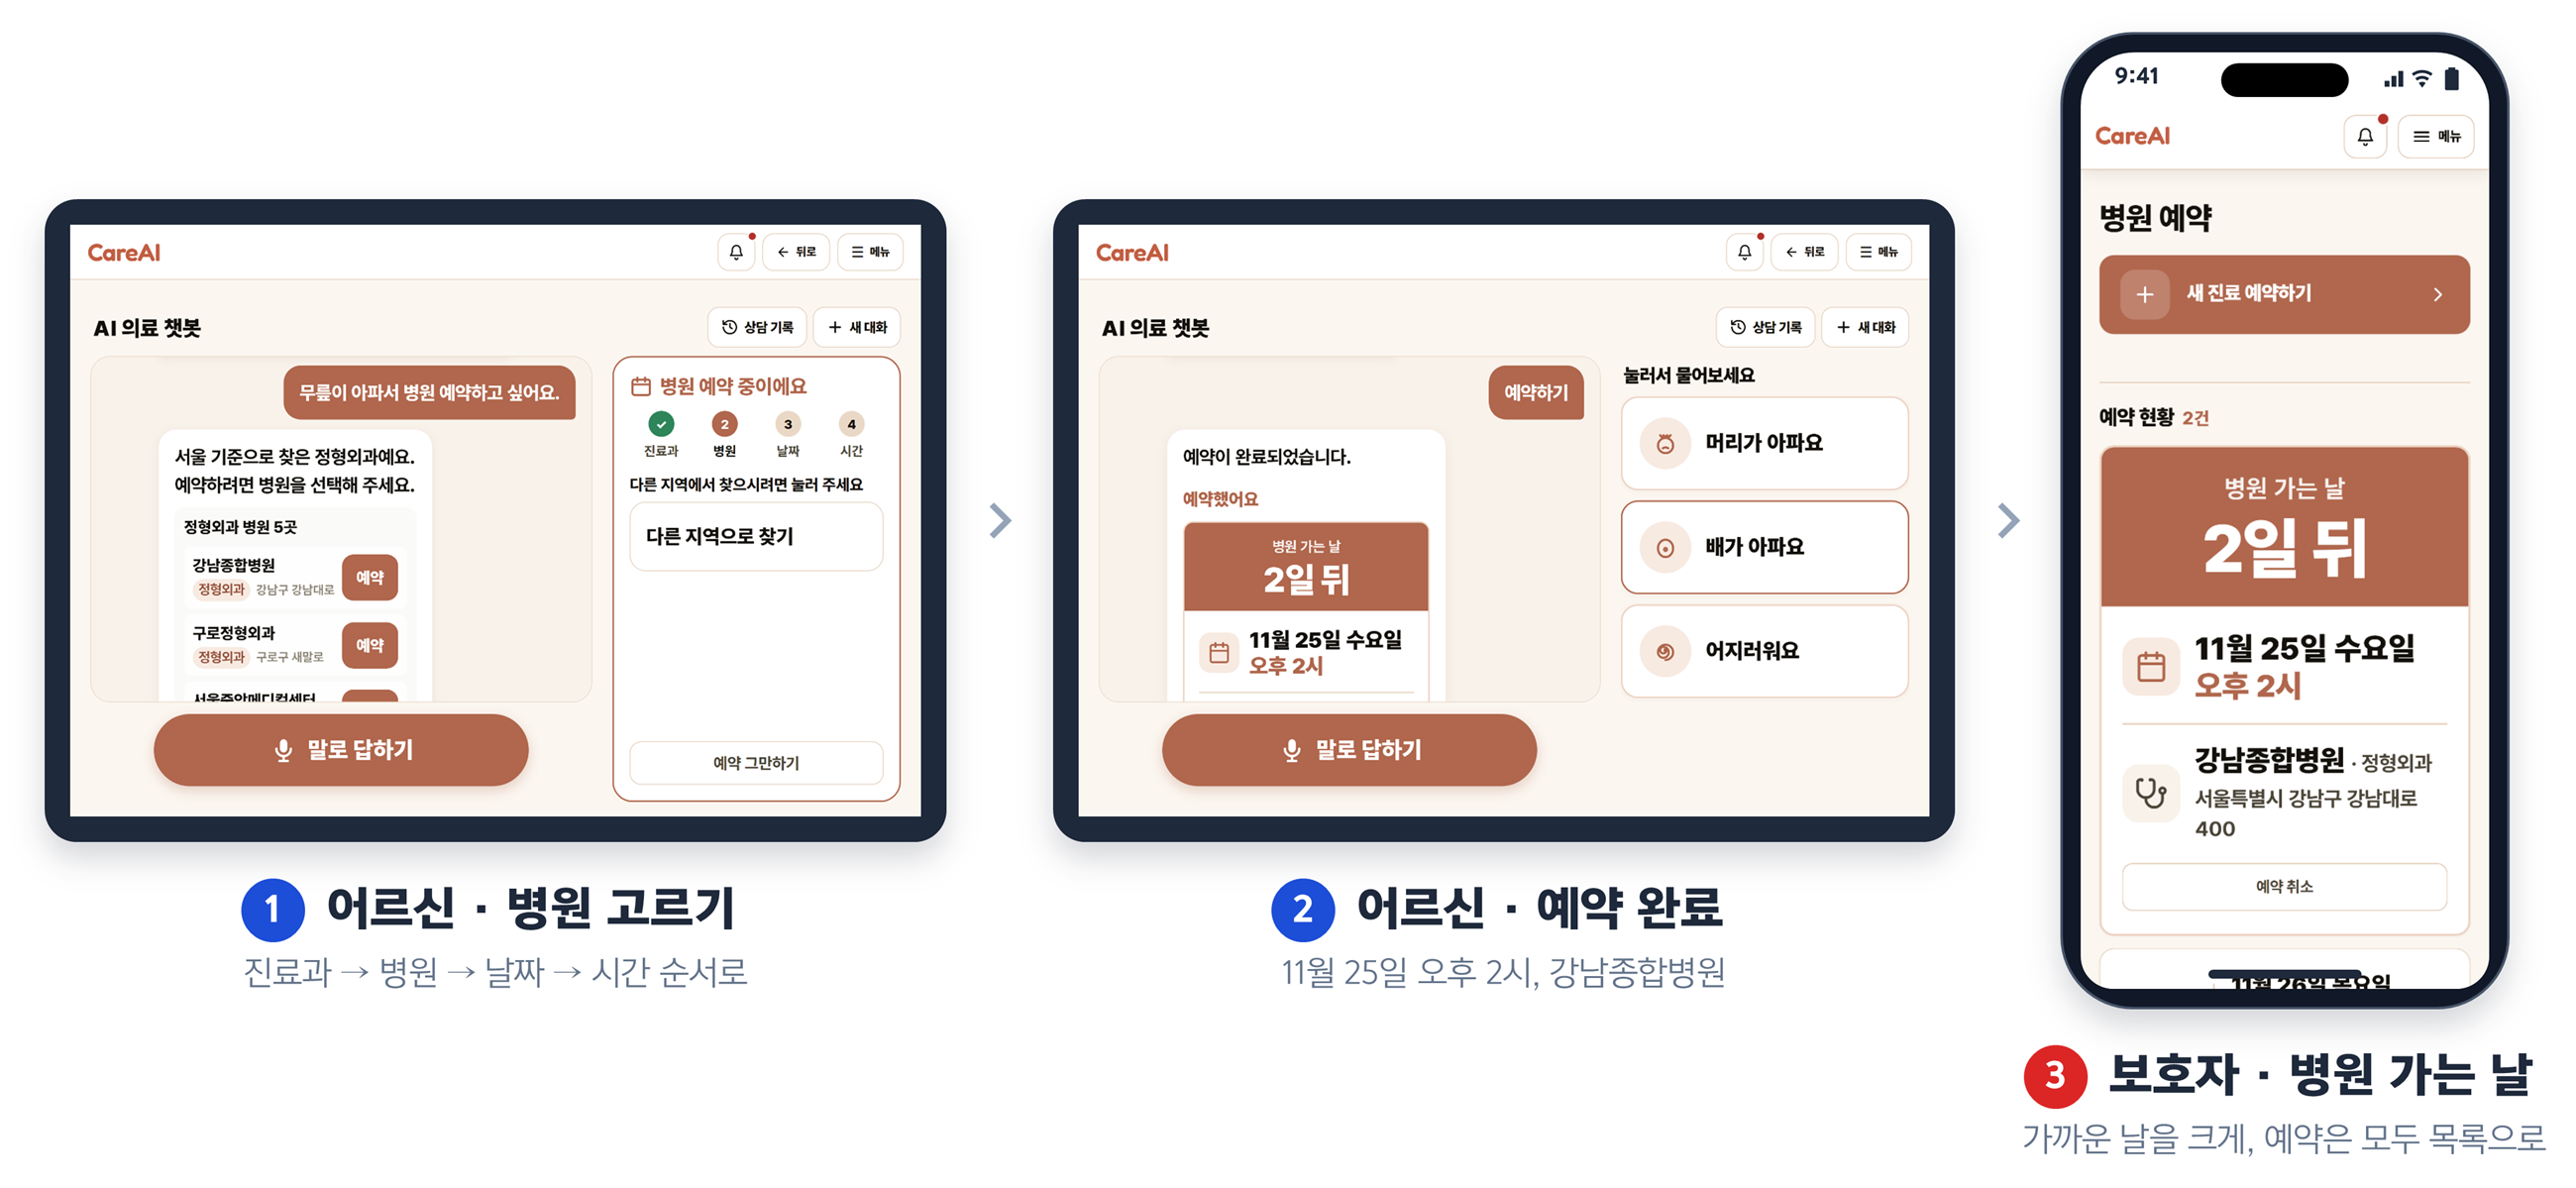 CareAI
뒤로
메뉴
AI 의료 챗봇
상담 기록
새 대화
무릎이 아파서 병원 예약하고 싶어요.
서울 기준으로 찾은 정형외과예요.
예약하려면 병원을 선택해 주세요.
정형외과 병원 5곳
강남종합병원
정형외과 강남구 강남대로
예약
구로정형외과
정형외과 구로구 새말로
예약
서울중앙메디컬센터
말로 답하기
병원 예약 중이에요
2 3 4
진료과 병원 날짜 시간
다른 지역에서 찾으시려면 눌러 주세요
다른 지역으로 찾기
예약 그만하기
1 어르신 · 병원 고르기
진료과 → 병원 → 날짜 → 시간 순서로
CareAI
뒤로
메뉴
AI 의료 챗봇
상담 기록
새 대화
예약하기
예약이 완료되었습니다.
예약했어요
병원 가는 날
2일 뒤
11월 25일 수요일
오후 2시
말로 답하기
눌러서 물어보세요
머리가 아파요
배가 아파요
어지러워요
2 어르신 · 예약 완료
11월 25일 오후 2시, 강남종합병원
9:41
CareAI
메뉴
병원 예약
새 진료 예약하기
예약 현황 2건
병원 가는 날
2일 뒤
11월 25일 수요일
오후 2시
강남종합병원 · 정형외과
서울특별시 강남구 강남대로
400
예약 취소
11월 26일 목요일
3 보호자 · 병원 가는 날
가까운 날을 크게, 예약은 모두 목록으로